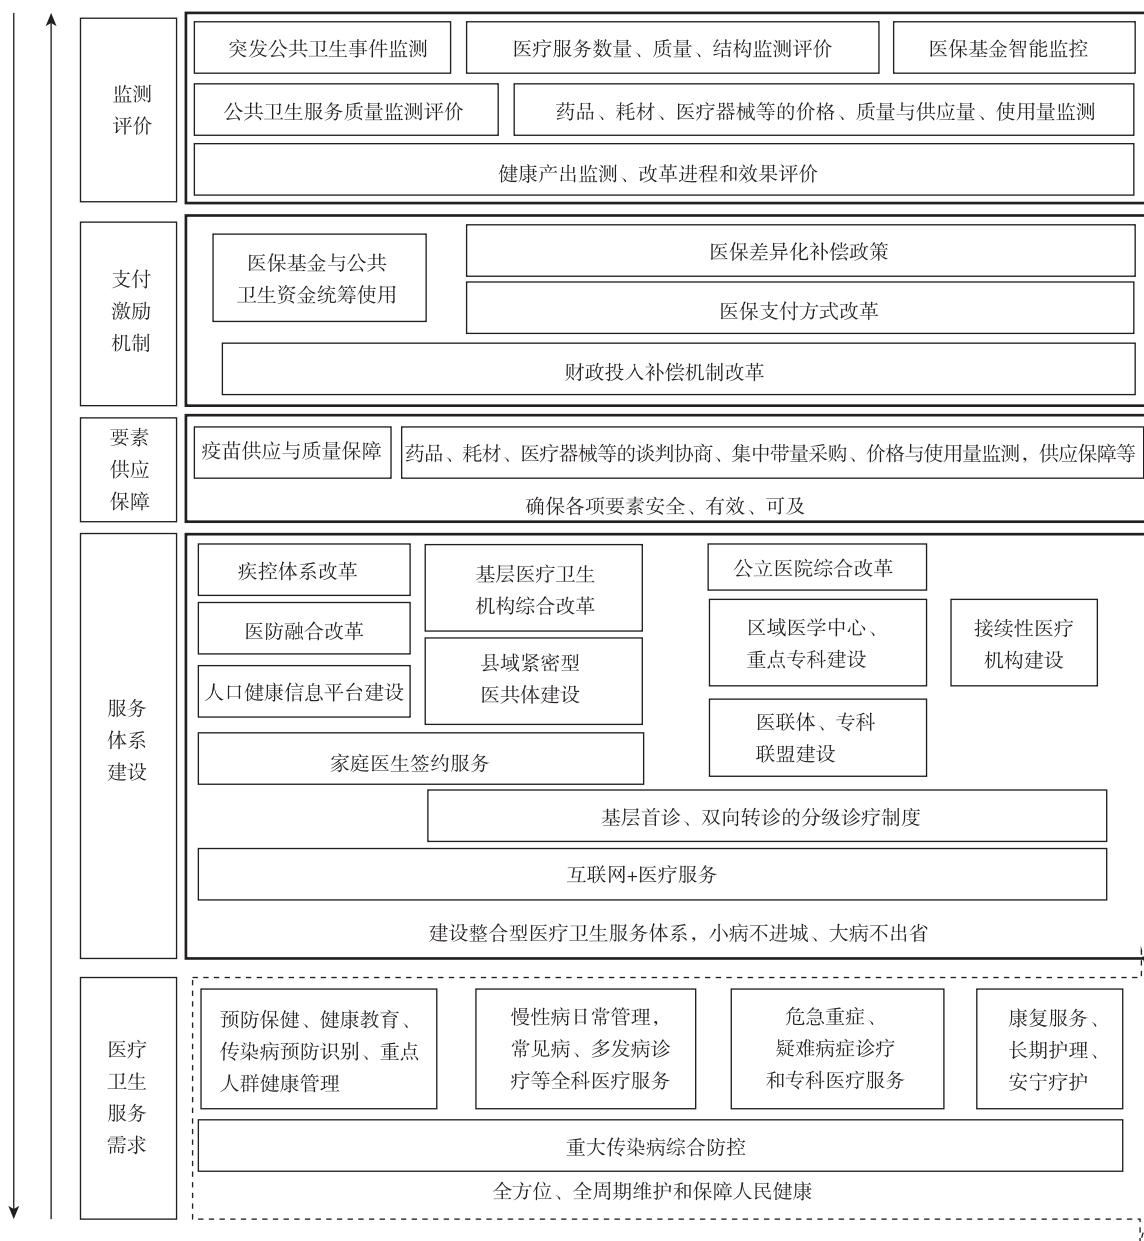 监测
评价
突发公共卫生事件监测
医疗服务数量、质量、结构监测评价
医保基金智能监控
公共卫生服务质量监测评价
药品、耗材、医疗器械等的价格、质量与供应量、使用量监测
健康产出监测、改革进程和效果评价
支付
激励
机制
医保基金与公共
卫生资金统筹使用
医保差异化补偿政策
医保支付方式改革
财政投入补偿机制改革
要素
供应
保障
疫苗供应与质量保障
药品、耗材、医疗器械等的谈判协商、集中带量采购、价格与使用量监测，供应保障等
确保各项要素安全、有效、可及
服务
体系
建设
疾控体系改革
医防融合改革
人口健康信息平台建设
基层医疗卫生
机构综合改革
县域紧密型
医共体建设
公立医院综合改革
区域医学中心、
重点专科建设
接续性医疗
机构建设
医联体、专科
联盟建设
家庭医生签约服务
基层首诊、双向转诊的分级诊疗制度
互联网+医疗服务
建设整合型医疗卫生服务体系，小病不进城、大病不出省
医疗
卫生
服务
需求
预防保健、健康教育、
传染病预防识别、重点
人群健康管理
慢性病日常管理，
常见病、多发病诊
疗等全科医疗服务
危急重症、
疑难病症诊疗
和专科医疗服务
康复服务、
长期护理、
安宁疗护
重大传染病综合防控
全方位、全周期维护和保障人民健康